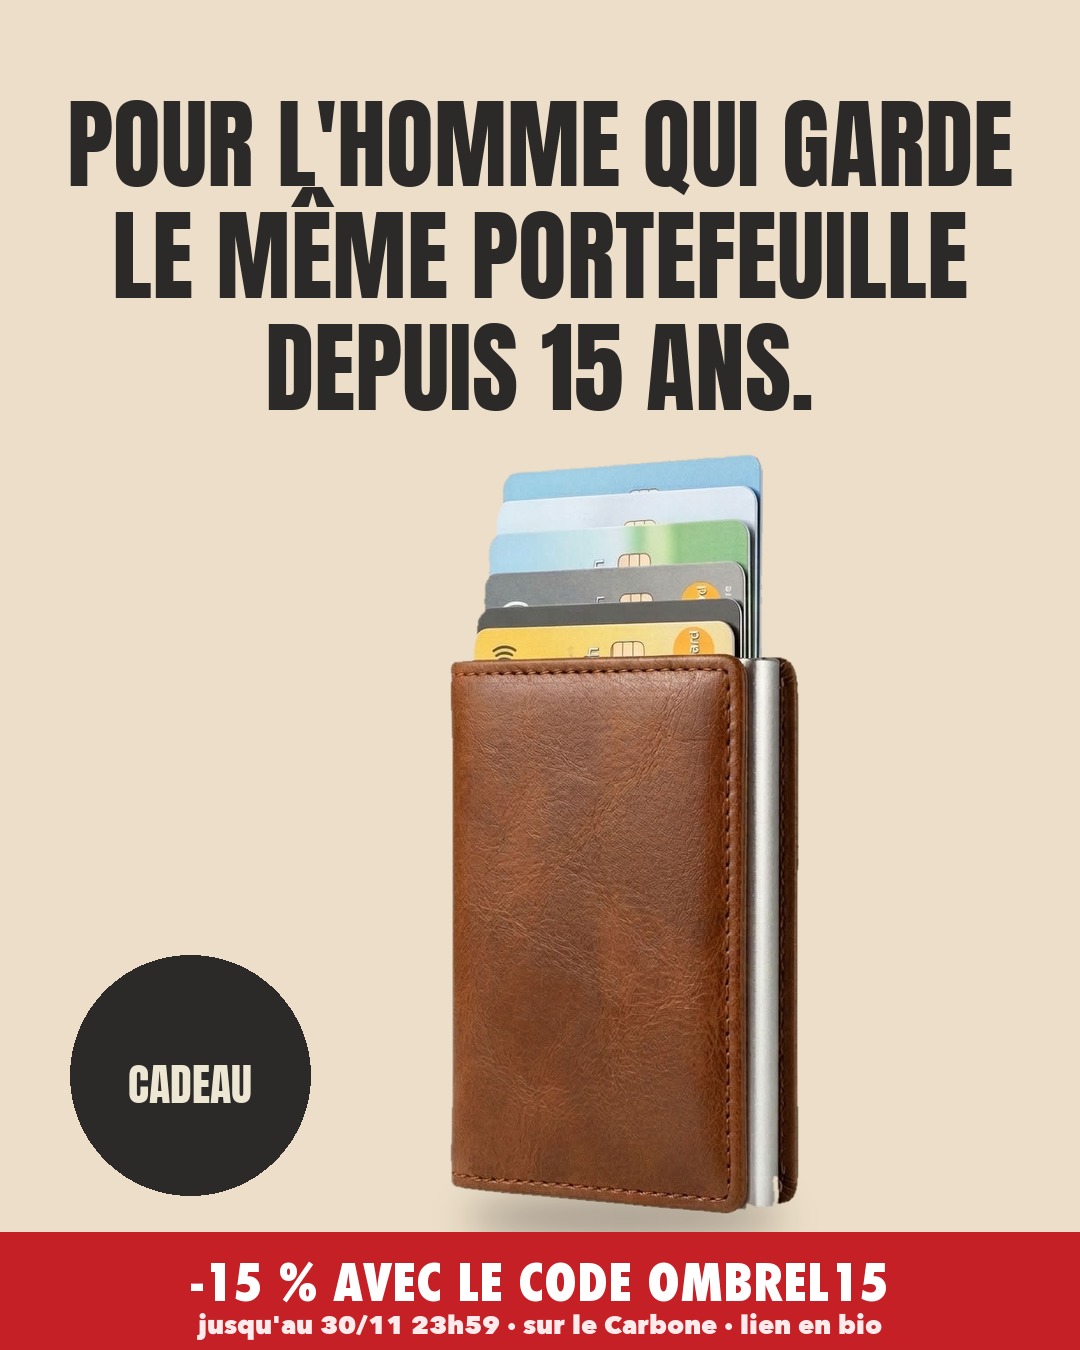 POUR L'HOMME QUI GARDE
LE MÊME PORTEFEUILLE
DEPUIS 15 ANS.
CADEAU
-15 % AVEC LE CODE OMBREL15
jusqu'au 30/11 23h59 · sur le Carbone · lien en bio